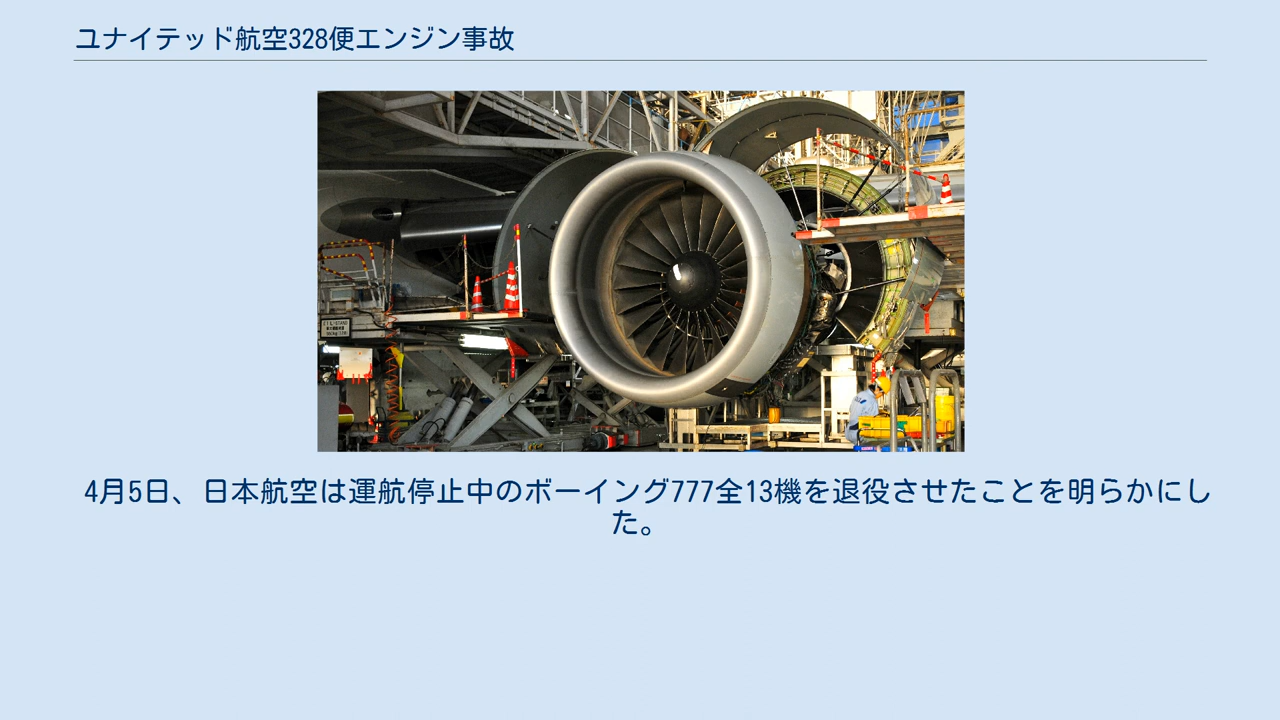 ユナイテッド航空328便エンジン事故
4月5日、日本航空は運航停止中のボーイング777全13機を退役させたことを明らかにし
た。